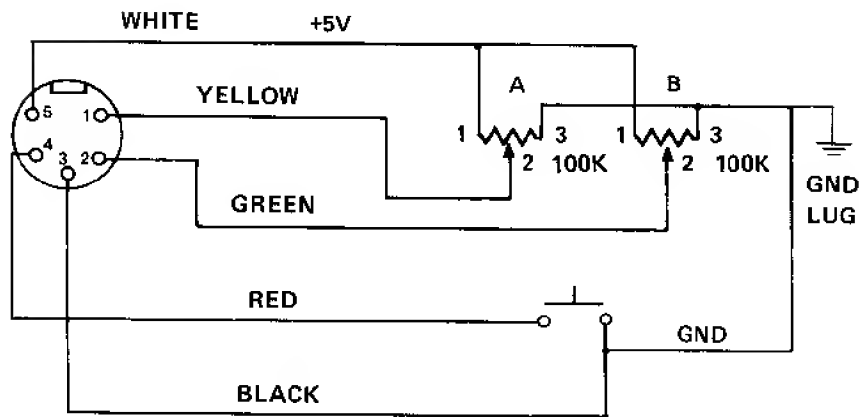 WHITE +5V
YELLOW A B
5 1
4 3 2
1 3 1 3
2 100K 2 100K
GND
LUG
GREEN
RED
GND
BLACK